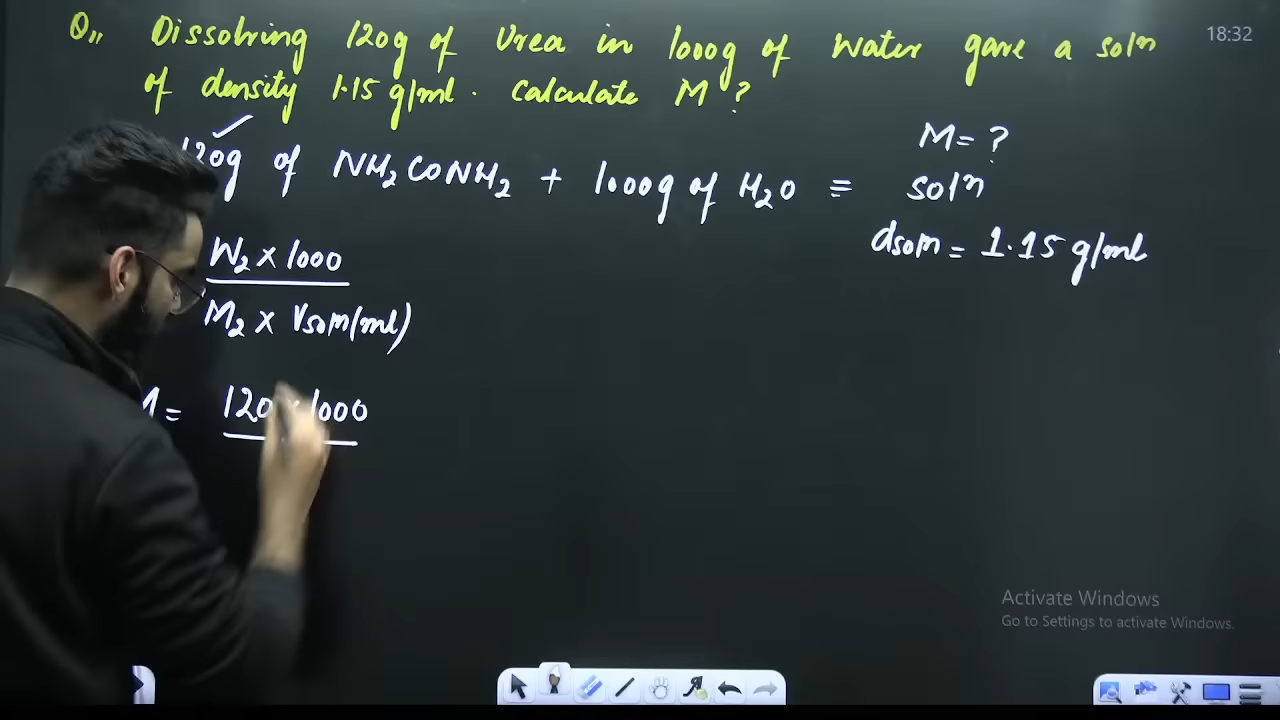 Q,, Dissolving 120g of Urea in 1000g of water gave a solⁿ
18:32
of density 1.15 g/ml. Calculate M ?
M = ?
120g of NH₂CONH₂ + 1000g of H₂O ≡ solⁿ
dsoln = 1.15 g/ml
W₂ × 1000
M₂ × Vsoln(ml)
M = 120 × 1000
Activate Windows
Go to Settings to activate Windows.